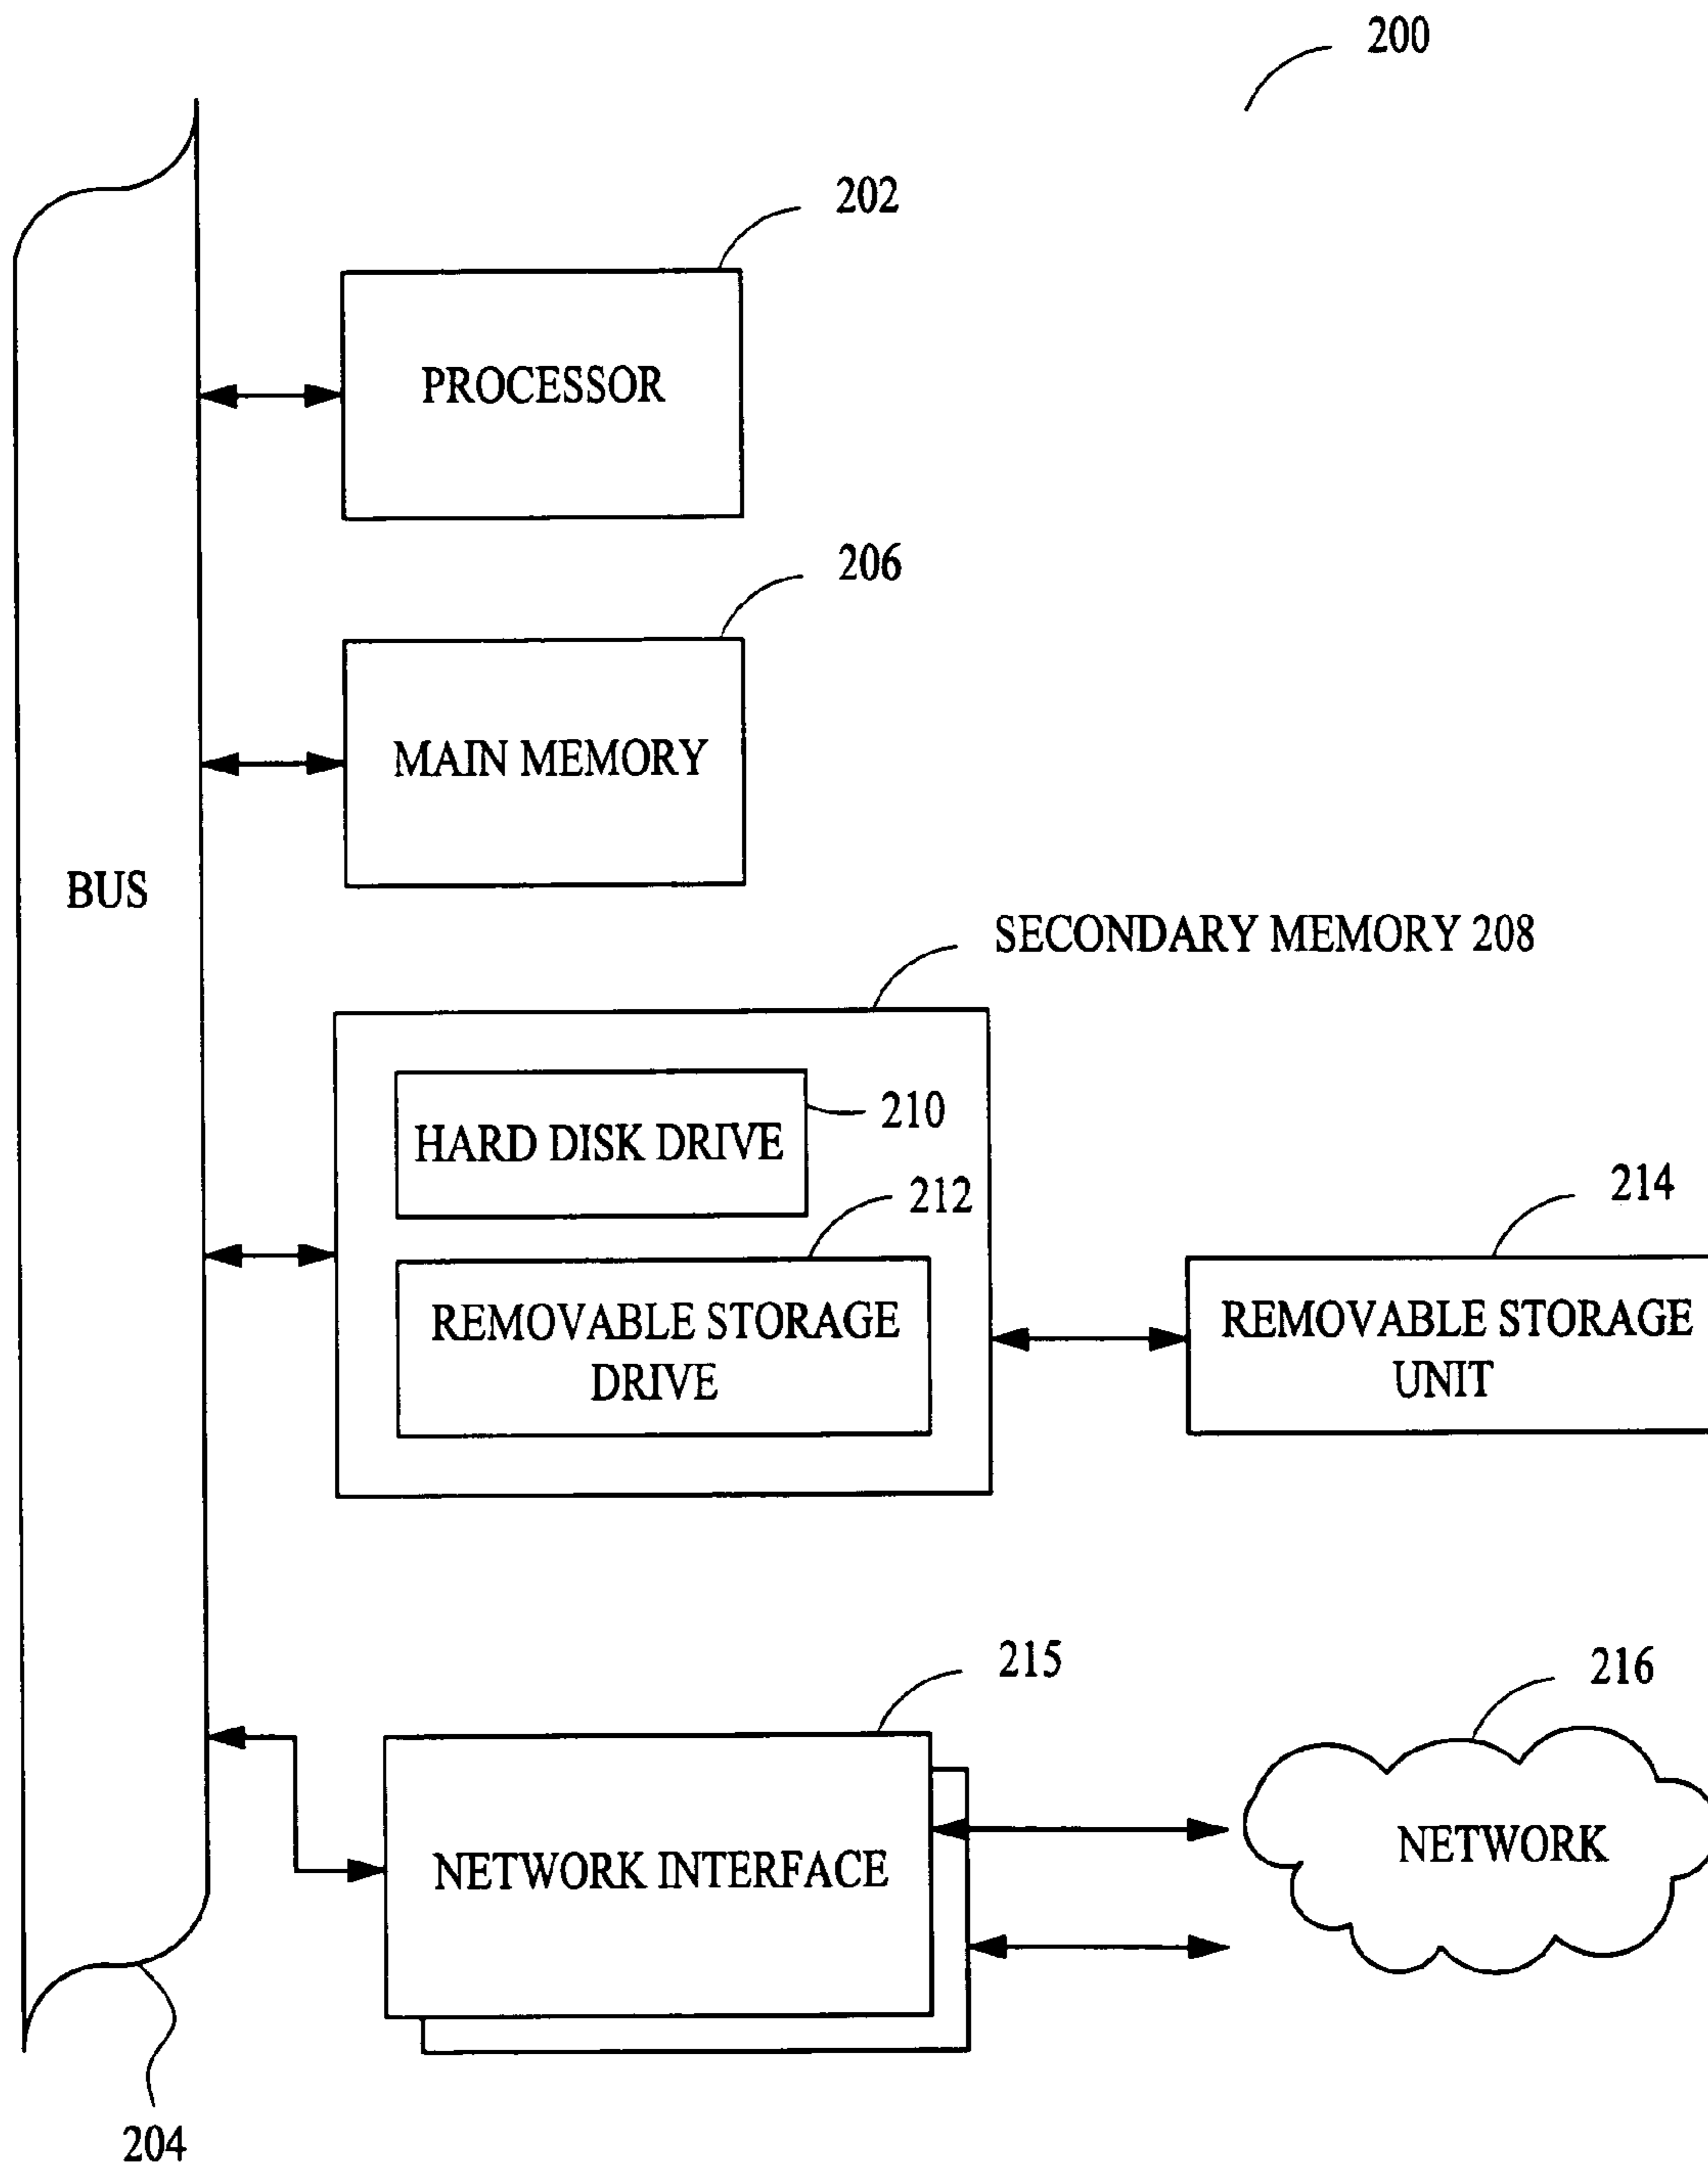 200
202
PROCESSOR
206
MAIN MEMORY
BUS
SECONDARY MEMORY 208
210
HARD DISK DRIVE
212
REMOVABLE STORAGE
DRIVE
214
REMOVABLE STORAGE
UNIT
215
NETWORK INTERFACE
216
NETWORK
204